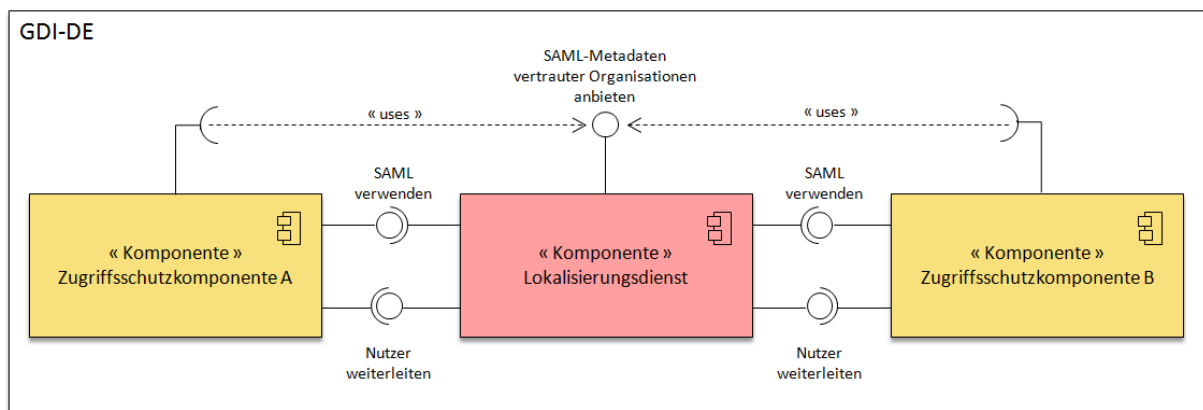 GDI-DE
SAML-Metadaten
vertrauter Organisationen
anbieten
« uses »
« uses »
SAML
verwenden
SAML
verwenden
« Komponente »
Zugriffsschutzkomponente A
« Komponente »
Lokalisierungsdienst
« Komponente »
Zugriffsschutzkomponente B
Nutzer
weiterleiten
Nutzer
weiterleiten